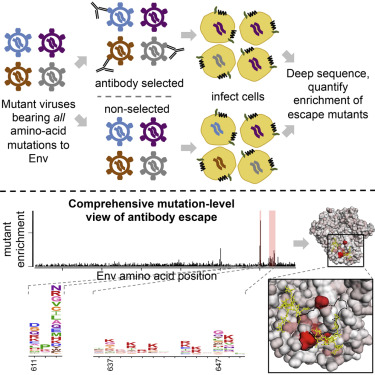 antibody selected
non-selected
Mutant viruses
bearing all
amino-acid
mutations to
Env
infect cells
Deep sequence,
quantify
enrichment of
escape mutants
Comprehensive mutation-level
view of antibody escape
mutant
enrichment
Env amino acid position
611
637
647